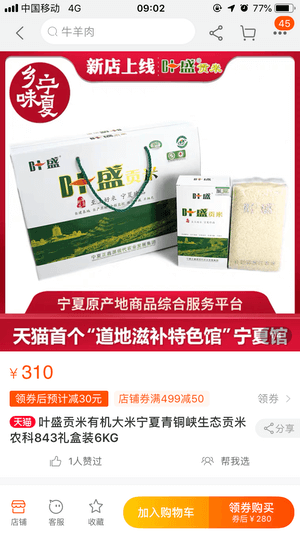 中国移动 4G 09:02 77%
牛羊肉
45
乡宁
味夏
新店上线 叶盛贡米
叶盛贡米
叶盛贡米
宁夏原产地商品综合服务平台
天猫首个“道地滋补特色馆”宁夏馆
¥310
领券后预计减30元 店铺满499减50 领券
天猫 叶盛贡米有机大米宁夏青铜峡生态贡米
农科843礼盒装6KG
分享
1人赞过 帮我选
店铺 客服 收藏 加入购物车 领券购买
券后¥280